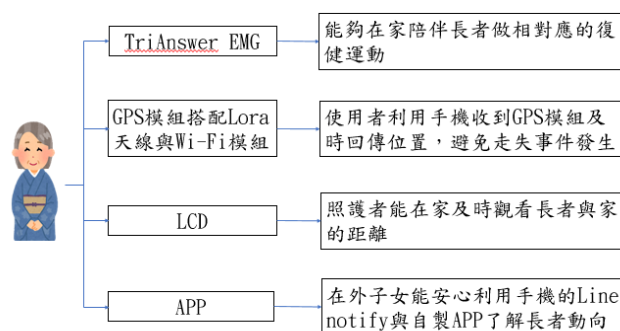 TriAnswer EMG
能夠在家陪伴長者做相對應的復
健運動
GPS模組搭配Lora
天線與Wi-Fi模組
使用者利用手機收到GPS模組及
時回傳位置，避免走失事件發生
LCD
照護者能在家及時觀看長者與家
的距離
APP
在外子女能安心利用手機的Line
notify與自製APP了解長者動向